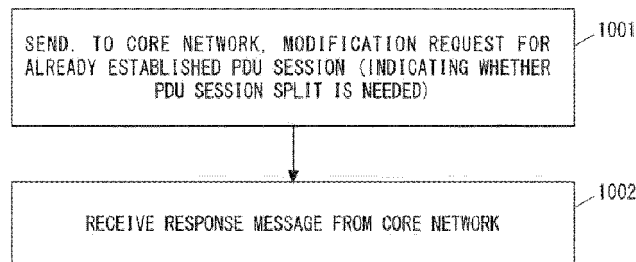 SEND. TO CORE NETWORK, MODIFICATION REQUEST FOR
ALREADY ESTABLISHED PDU SESSION (INDICATING WHETHER
PDU SESSION SPLIT IS NEEDED)
1001
RECEIVE RESPONSE MESSAGE FROM CORE NETWORK
1002